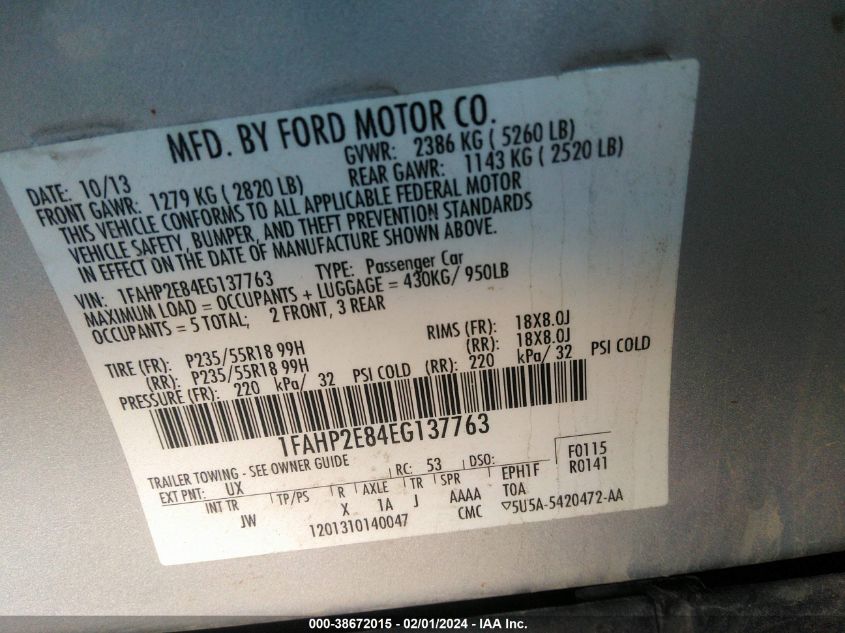 MFD. BY FORD MOTOR CO.
DATE: 10/13 GVWR: 2386 KG ( 5260 LB)
FRONT GAWR: 1279 KG ( 2820 LB) REAR GAWR: 1143 KG ( 2520 LB)
THIS VEHICLE CONFORMS TO ALL APPLICABLE FEDERAL MOTOR
VEHICLE SAFETY, BUMPER, AND THEFT PREVENTION STANDARDS
IN EFFECT ON THE DATE OF MANUFACTURE SHOWN ABOVE.
VIN: 1FAHP2E84EG137763 TYPE: Passenger Car
MAXIMUM LOAD = OCCUPANTS + LUGGAGE = 430KG/ 950LB
OCCUPANTS = 5 TOTAL; 2 FRONT, 3 REAR
TIRE (FR): P235/55R18 99H RIMS (FR): 18X8.0J
(RR): P235/55R18 99H (RR): 18X8.0J
PRESSURE (FR): 220 kPa/ 32 PSI COLD (RR): 220 kPa/ 32 PSI COLD
1FAHP2E84EG137763
TRAILER TOWING - SEE OWNER GUIDE
EXT PNT: UX RC: 53 DSO: F0115
INT TR TP/PS R AXLE TR SPR EPH1F R0141
JW X 1A J AAAA T0A
1201310140047 CMC ▽5U5A-5420472-AA
000-38672015 - 02/01/2024 - IAA Inc.